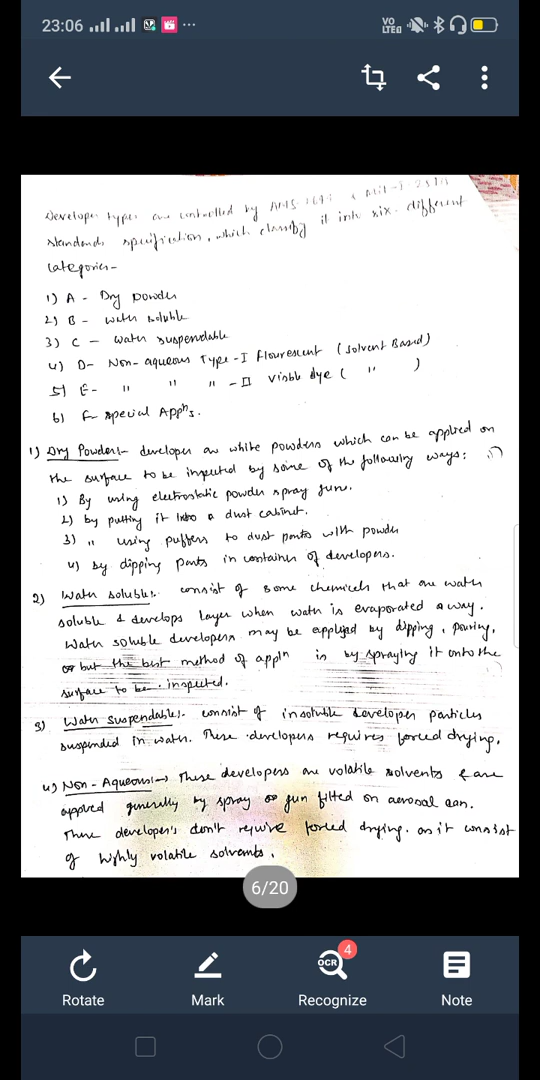 23:06
VO LTE
Developer types are controlled by AMS-
standards specification, which classify it into six different
categories-
1) A - Dry powder
2) B - water soluble
3) C - water suspendable
4) D- Non-aqueous Type-I Flourescent (Solvent Based)
5) E- " " " -II visible dye ( " )
6) F- special Appns.
1) Dry Powder:- developer are white powders which can be applied on
the surface to be inspected by some of the following ways:
1) By using electrostatic powder spray gun.
2) by putting it into a dust cabinet.
3) " using puffers to dust parts with powder
4) by dipping parts in container of developers.
2) Water soluble:- consist of some chemicals that are water
soluble & develops layer when water is evaporated away.
Water soluble developers may be applied by dipping, pouring,
or but the best method of appln is by spraying it onto the
surface to be inspected.
3) Water suspendable:- consist of insoluble developer particles
suspended in water. These developers requires forced drying.
4) Non-Aqueous:- These developers are volatile solvents & are
applied generally by spray or gun fitted on aerosol can.
These developer's don't require forced drying. as it consist
of highly volatile solvents.
6/20
4
OCR
Rotate Mark Recognize Note